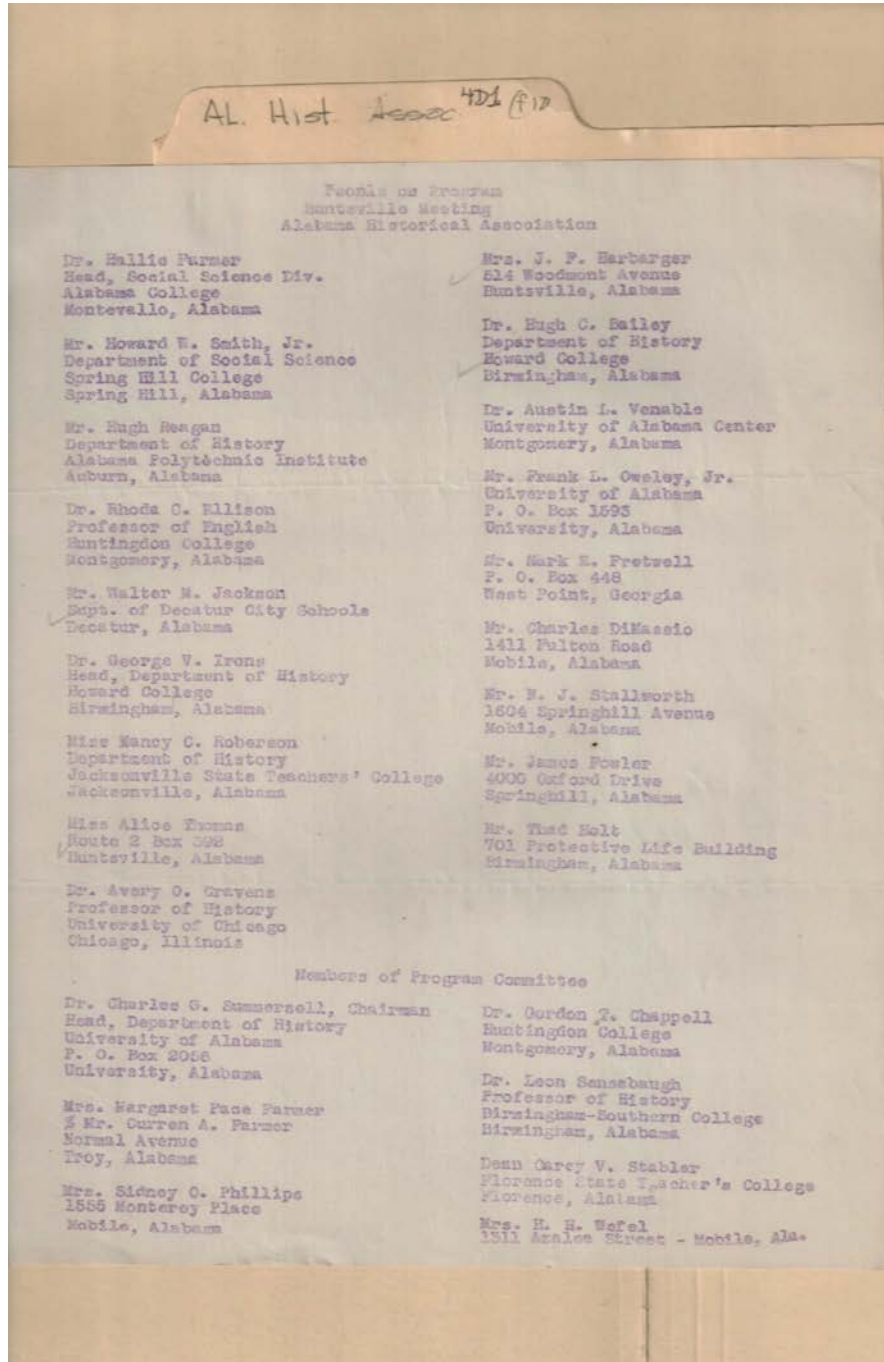 AL. Hist. Assoc 4D1 (f10
People on Program
Huntsville Meeting
Alabama Historical Association
Dr. Hallie Farmer
Head, Social Science Div.
Alabama College
Montevallo, Alabama
Mr. Howard W. Smith, Jr.
Department of Social Science
Spring Hill College
Spring Hill, Alabama
Mr. Hugh Reagan
Department of History
Alabama Polytechnic Institute
Auburn, Alabama
Dr. Rhoda C. Ellison
Professor of English
Huntingdon College
Montgomery, Alabama
Mr. Walter M. Jackson
Supt. of Decatur City Schools
Decatur, Alabama
Dr. George V. Irons
Head, Department of History
Howard College
Birmingham, Alabama
Miss Nancy C. Roberson
Department of History
Jacksonville State Teachers' College
Jacksonville, Alabama
Miss Alice Thomas
Route 2 Box 392
Huntsville, Alabama
Dr. Avery O. Cravens
Professor of History
University of Chicago
Chicago, Illinois
Mrs. J. F. Harbarger
514 Woodmont Avenue
Huntsville, Alabama
Dr. Hugh C. Bailey
Department of History
Howard College
Birmingham, Alabama
Dr. Austin L. Venable
University of Alabama Center
Montgomery, Alabama
Mr. Frank L. Owsley, Jr.
University of Alabama
P. O. Box 1593
University, Alabama
Mr. Mark E. Fretwell
P. O. Box 448
West Point, Georgia
Mr. Charles DiMassio
1411 Fulton Road
Mobile, Alabama
Mr. N. J. Stallworth
1604 Springhill Avenue
Mobile, Alabama
Mr. James Fowler
4006 Oxford Drive
Springhill, Alabama
Mr. Thad Holt
701 Protective Life Building
Birmingham, Alabama
Members of Program Committee
Dr. Charles G. Summersell, Chairman
Head, Department of History
University of Alabama
P. O. Box 2066
University, Alabama
Mrs. Margaret Pace Farmer
% Mr. Curren A. Farmer
Normal Avenue
Troy, Alabama
Mrs. Sidney O. Phillips
1555 Monterey Place
Mobile, Alabama
Dr. Gordon T. Chappell
Huntingdon College
Montgomery, Alabama
Dr. Leon Sensabaugh
Professor of History
Birmingham-Southern College
Birmingham, Alabama
Dean Carey V. Stabler
Florence State Teacher's College
Florence, Alabama
Mrs. H. H. Wefel
1511 Azalea Street - Mobile, Ala.